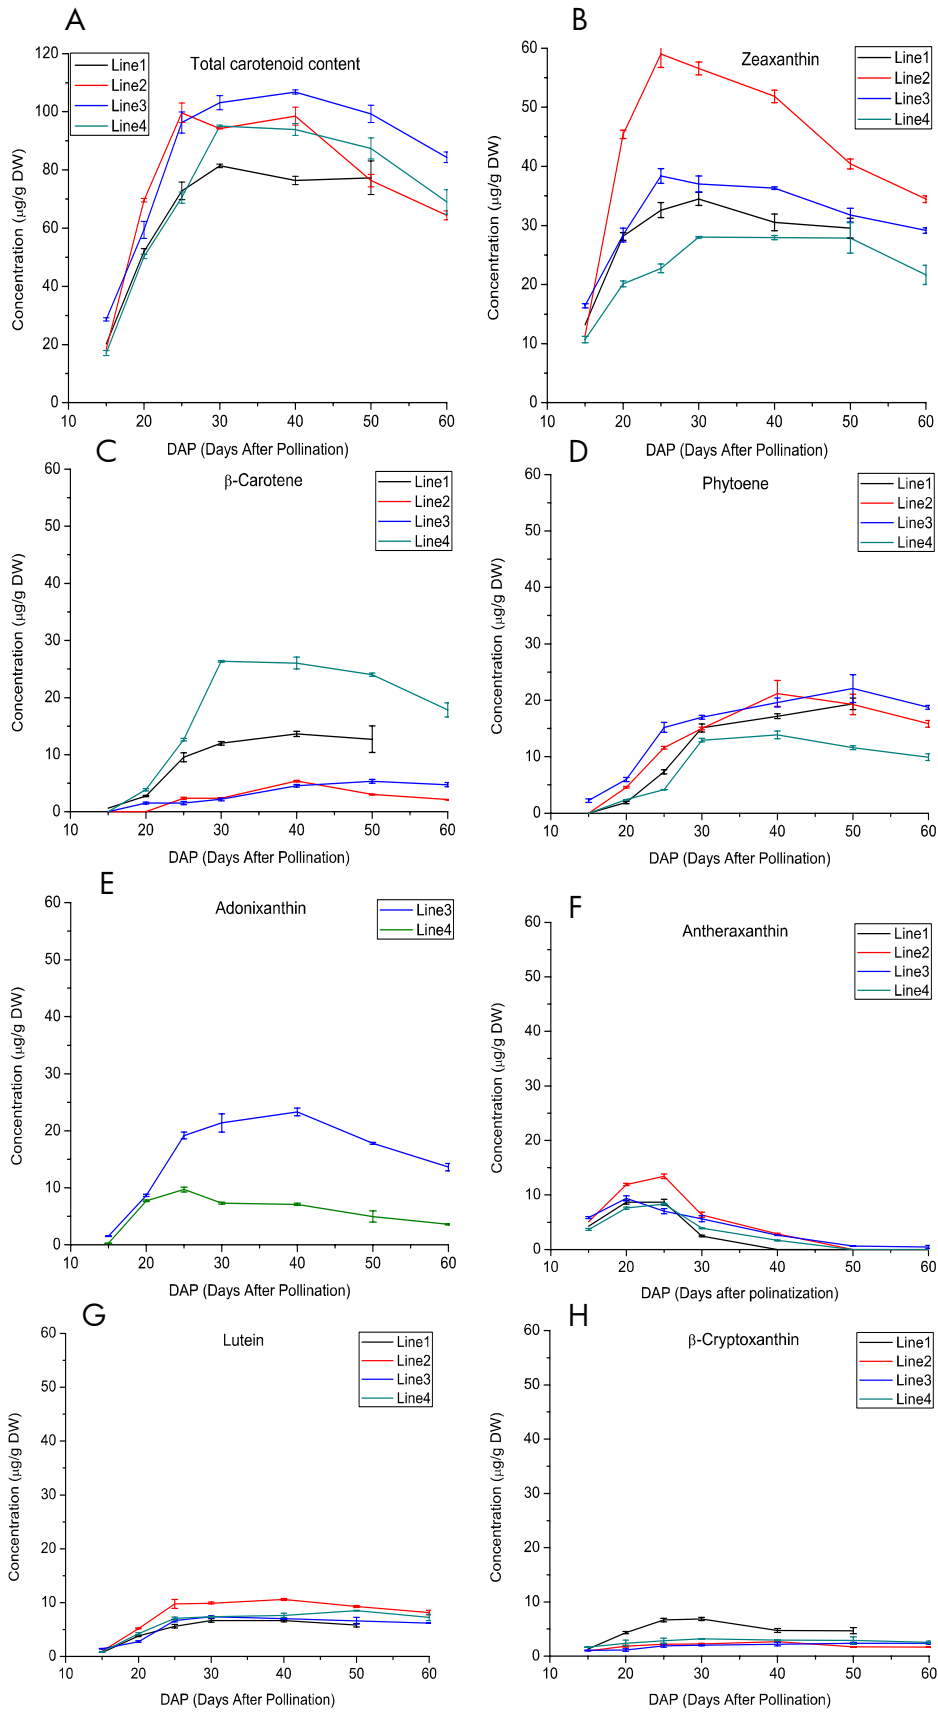 A
Total carotenoid content
Line1
Line2
Line3
Line4
Concentration (μg/g DW)
120
100
80
60
40
20
0
10 20 30 40 50 60
DAP (Days After Pollination)
B
Zeaxanthin
Line1
Line2
Line3
Line4
Concentration (μg/g DW)
60
50
40
30
20
10
0
10 20 30 40 50 60
DAP (Days After Pollination)
C
β-Carotene
Line1
Line2
Line3
Line4
Concentration (μg/g DW)
60
50
40
30
20
10
0
10 20 30 40 50 60
DAP (Days After Pollination)
D
Phytoene
Line1
Line2
Line3
Line4
Concentration (μg/g DW)
60
50
40
30
20
10
0
10 20 30 40 50 60
DAP (Days After Pollination)
E
Adonixanthin
Line3
Line4
Concentration (μg/g DW)
60
50
40
30
20
10
0
10 20 30 40 50 60
DAP (Days After Pollination)
F
Antheraxanthin
Line1
Line2
Line3
Line4
Concentration (μg/g DW)
60
50
40
30
20
10
0
10 20 30 40 50 60
DAP (Days after polinatization)
G
Lutein
Line1
Line2
Line3
Line4
Concentration (μg/g DW)
60
50
40
30
20
10
0
10 20 30 40 50 60
DAP (Days After Pollination)
H
β-Cryptoxanthin
Line1
Line2
Line3
Line4
Concentration (μg/g DW)
60
50
40
30
20
10
0
10 20 30 40 50 60
DAP (Days After Pollination)